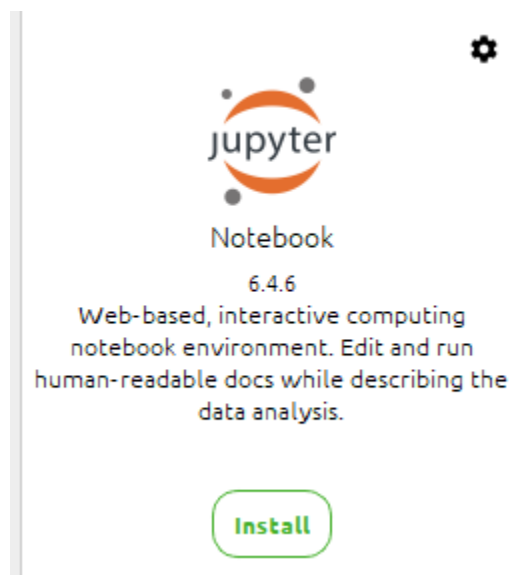 jupyter
Notebook
6.4.6
Web-based, interactive computing
notebook environment. Edit and run
human-readable docs while describing the
data analysis.
Install